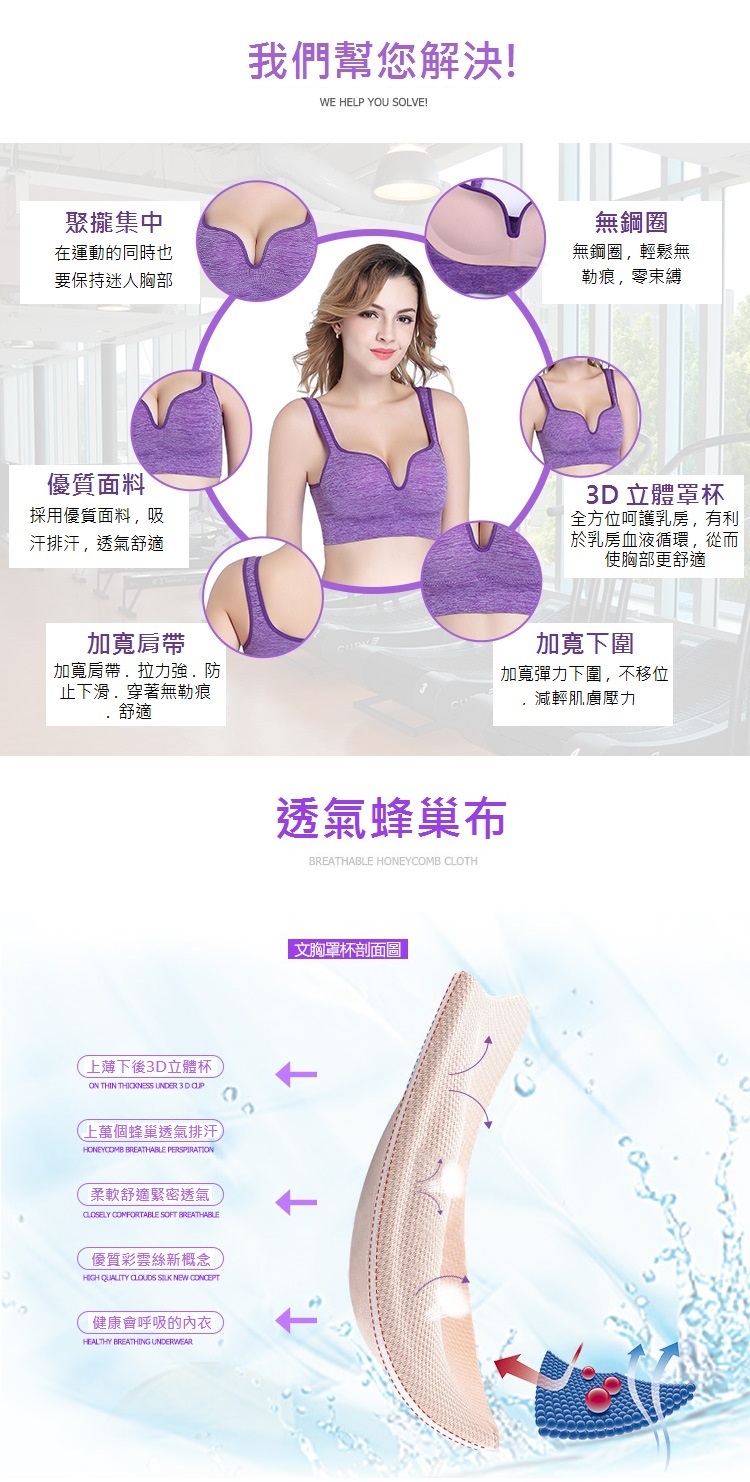 我們幫您解決!
WE HELP YOU SOLVE!
聚攏集中
在運動的同時也
要保持迷人胸部
無鋼圈
無鋼圈, 輕鬆無
勒痕, 零束縛
優質面料
採用優質面料, 吸
汗排汗, 透氣舒適
3D 立體罩杯
全方位呵護乳房, 有利
於乳房血液循環, 從而
使胸部更舒適
加寬肩帶
加寬肩帶. 拉力強. 防
止下滑. 穿著無勒痕
. 舒適
加寬下圍
加寬彈力下圍, 不移位
, 減輕肌膚壓力
透氣蜂巢布
BREATHABLE HONEYCOMB CLOTH
文胸罩杯剖面圖
上薄下後3D立體杯
ON THIN THICKNESS UNDER 3 D CUP
上萬個蜂巢透氣排汗
HONEYCOMB BREATHABLE PERSPIRATION
柔軟舒適緊密透氣
CLOSELY COMFORTABLE SOFT BREATHABLE
優質彩雲絲新概念
HIGH QUALITY CLOUDS SILK NEW CONCEPT
健康會呼吸的內衣
HEALTHY BREATHING UNDERWEAR